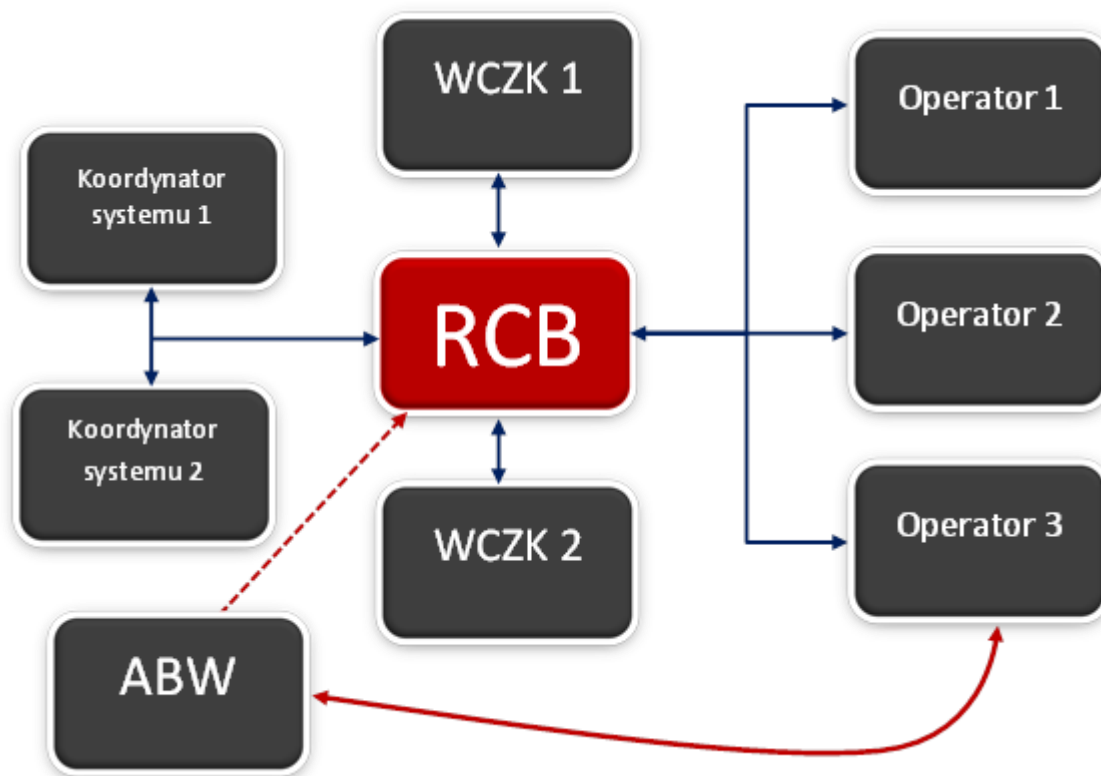 WCZK 1
Operator 1
Koordynator
systemu 1
RCB
Operator 2
Koordynator
systemu 2
WCZK 2
Operator 3
ABW